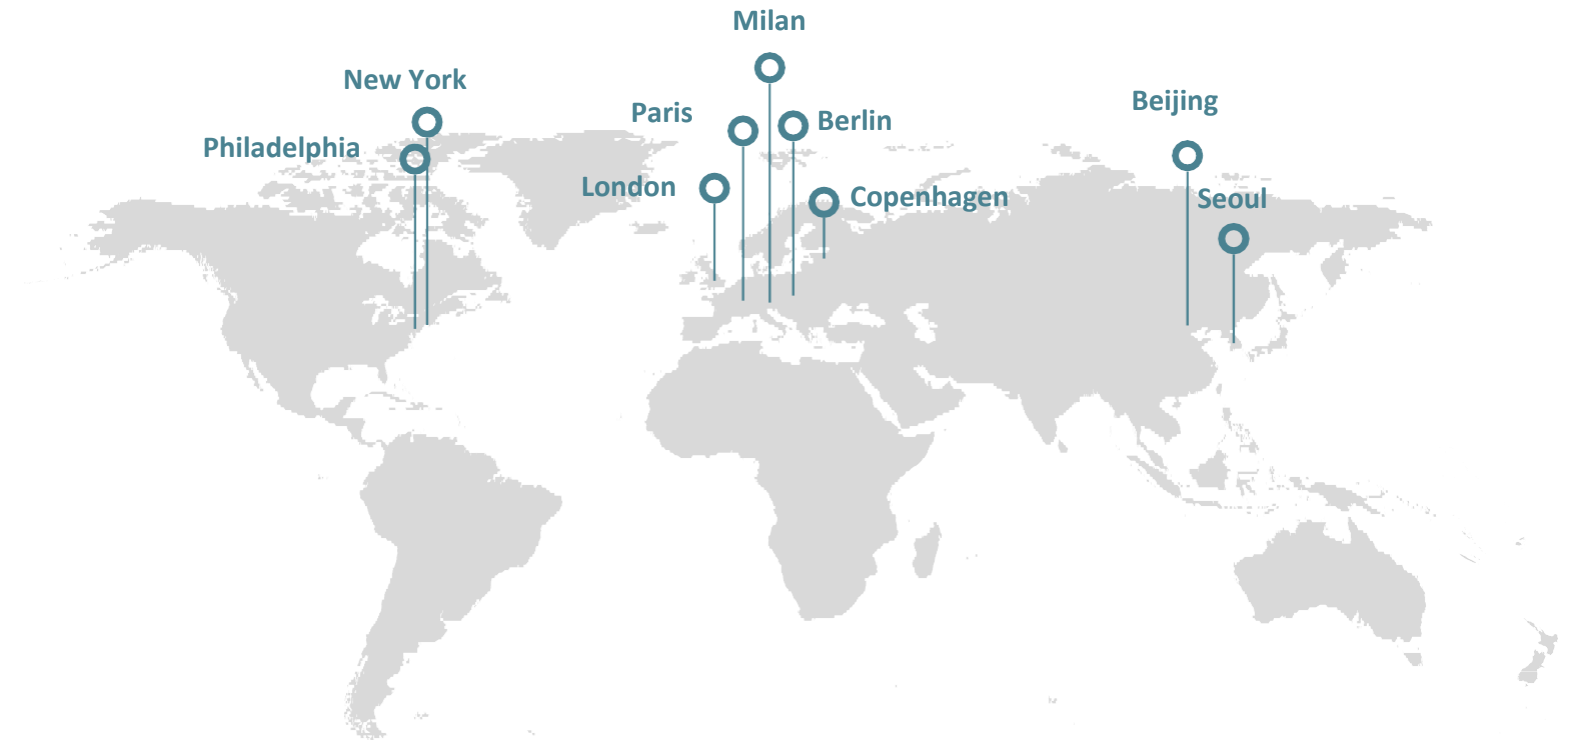 Milan
New York
Beijing
Paris
Berlin
Philadelphia
London
Copenhagen
Seoul